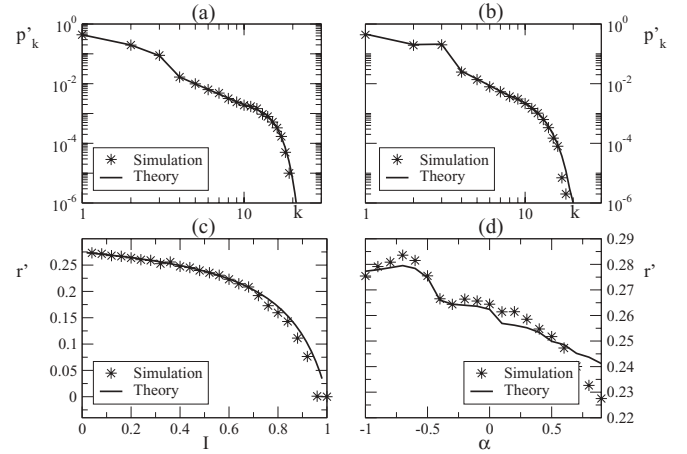 (a) (b)
p'k 10^0 10^0 p'k
10^-2 10^-2
10^-4 10^-4
Simulation Simulation
Theory Theory
10^-6 10^-6
1 10 k 1 10 k
(c) (d)
r' 0.29 r'
0.25 0.28
0.2 0.27
0.15 0.26
0.1 0.25
0.05 0.24
0 0.23
0.22
Simulation Simulation
Theory Theory
0 0.2 0.4 0.6 0.8 1 -1 -0.5 0 0.5
I α